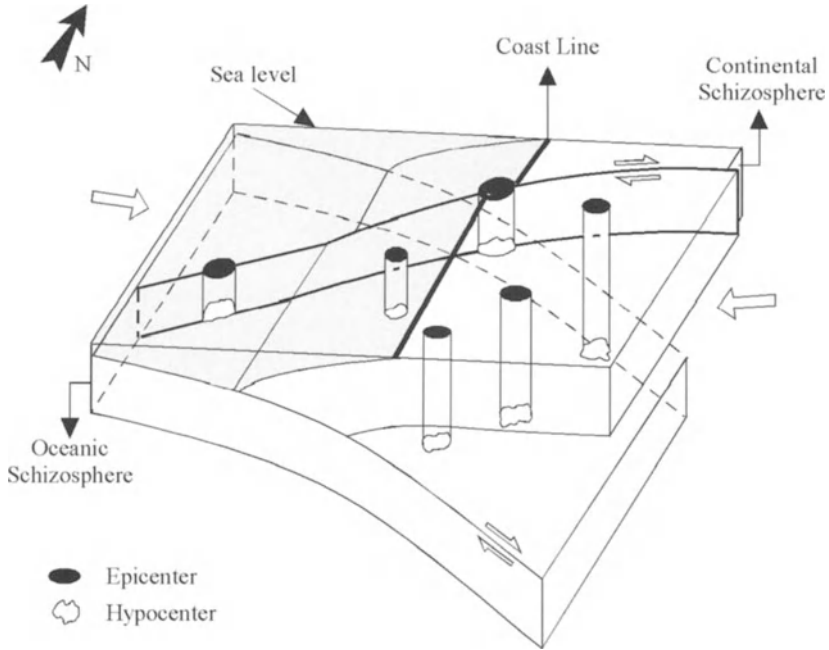 N
Sea level
Coast Line
Continental
Schizosphere
Oceanic
Schizosphere
Epicenter
Hypocenter